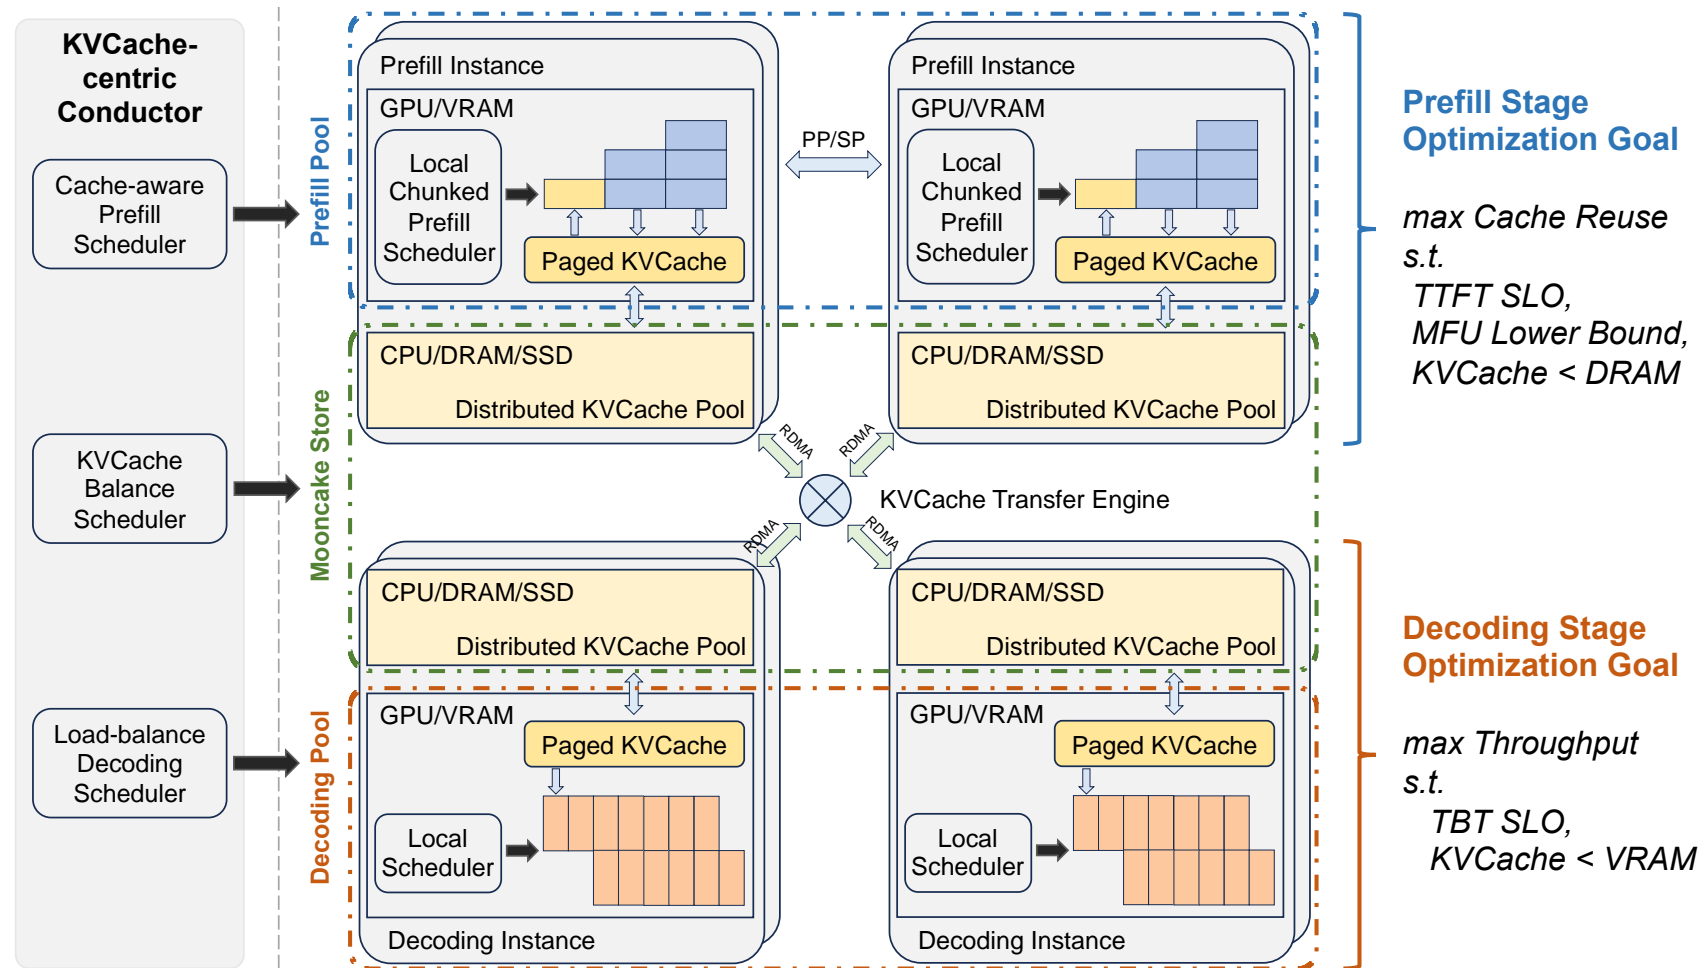 KVCache-
centric
Conductor
Cache-aware
Prefill
Scheduler
KVCache
Balance
Scheduler
Load-balance
Decoding
Scheduler
Prefill Pool
Mooncake Store
Decoding Pool
Prefill Instance
GPU/VRAM
Local
Chunked
Prefill
Scheduler
Paged KVCache
CPU/DRAM/SSD
Distributed KVCache Pool
PP/SP
Prefill Instance
GPU/VRAM
Local
Chunked
Prefill
Scheduler
Paged KVCache
CPU/DRAM/SSD
Distributed KVCache Pool
RDMA
RDMA
KVCache Transfer Engine
RDMA
RDMA
CPU/DRAM/SSD
Distributed KVCache Pool
GPU/VRAM
Paged KVCache
Local
Scheduler
Decoding Instance
CPU/DRAM/SSD
Distributed KVCache Pool
GPU/VRAM
Paged KVCache
Local
Scheduler
Decoding Instance
Prefill Stage
Optimization Goal
max Cache Reuse
s.t.
TTFT SLO,
MFU Lower Bound,
KVCache < DRAM
Decoding Stage
Optimization Goal
max Throughput
s.t.
TBT SLO,
KVCache < VRAM